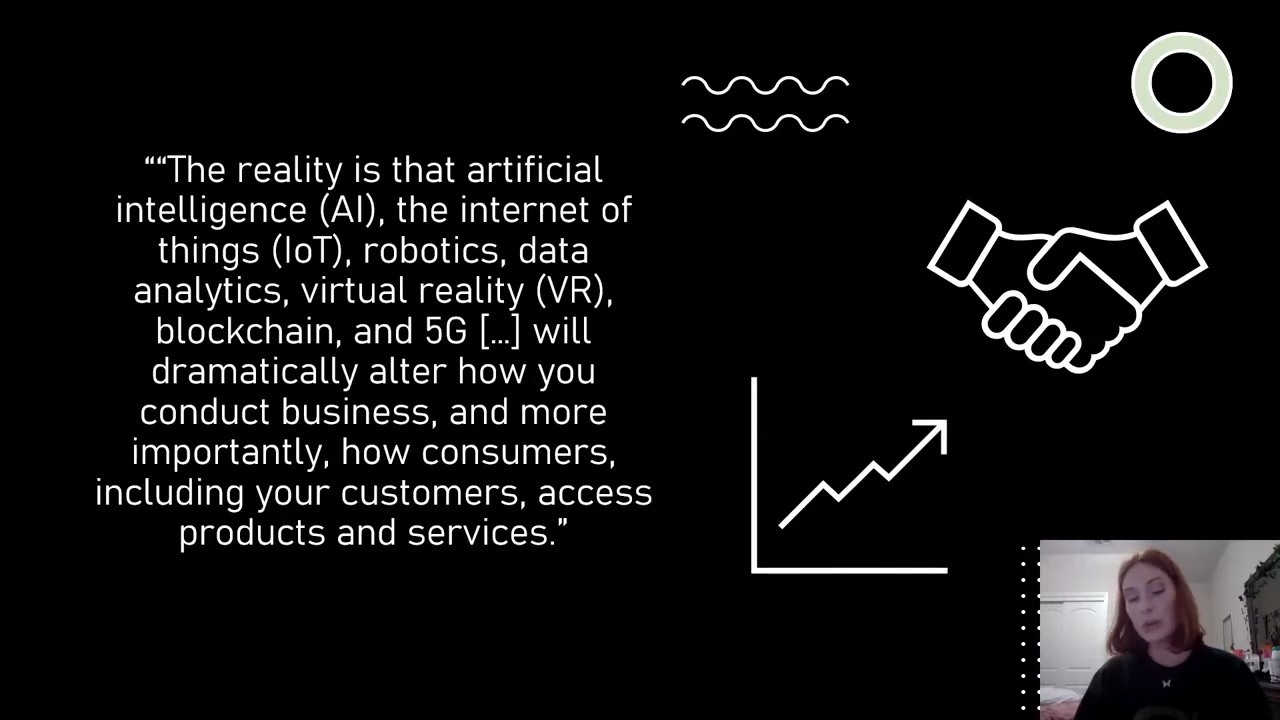 ““The reality is that artificial
intelligence (AI), the internet of
things (IoT), robotics, data
analytics, virtual reality (VR),
blockchain, and 5G [...] will
dramatically alter how you
conduct business, and more
importantly, how consumers,
including your customers, access
products and services.”